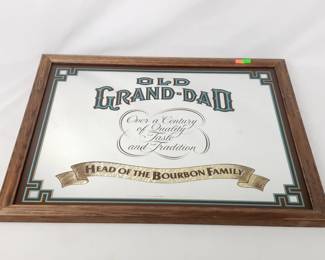 OLD
GRAND-DAD
Over a Century
of Quality
Taste
and Tradition
HEAD OF THE BOURBON FAMILY